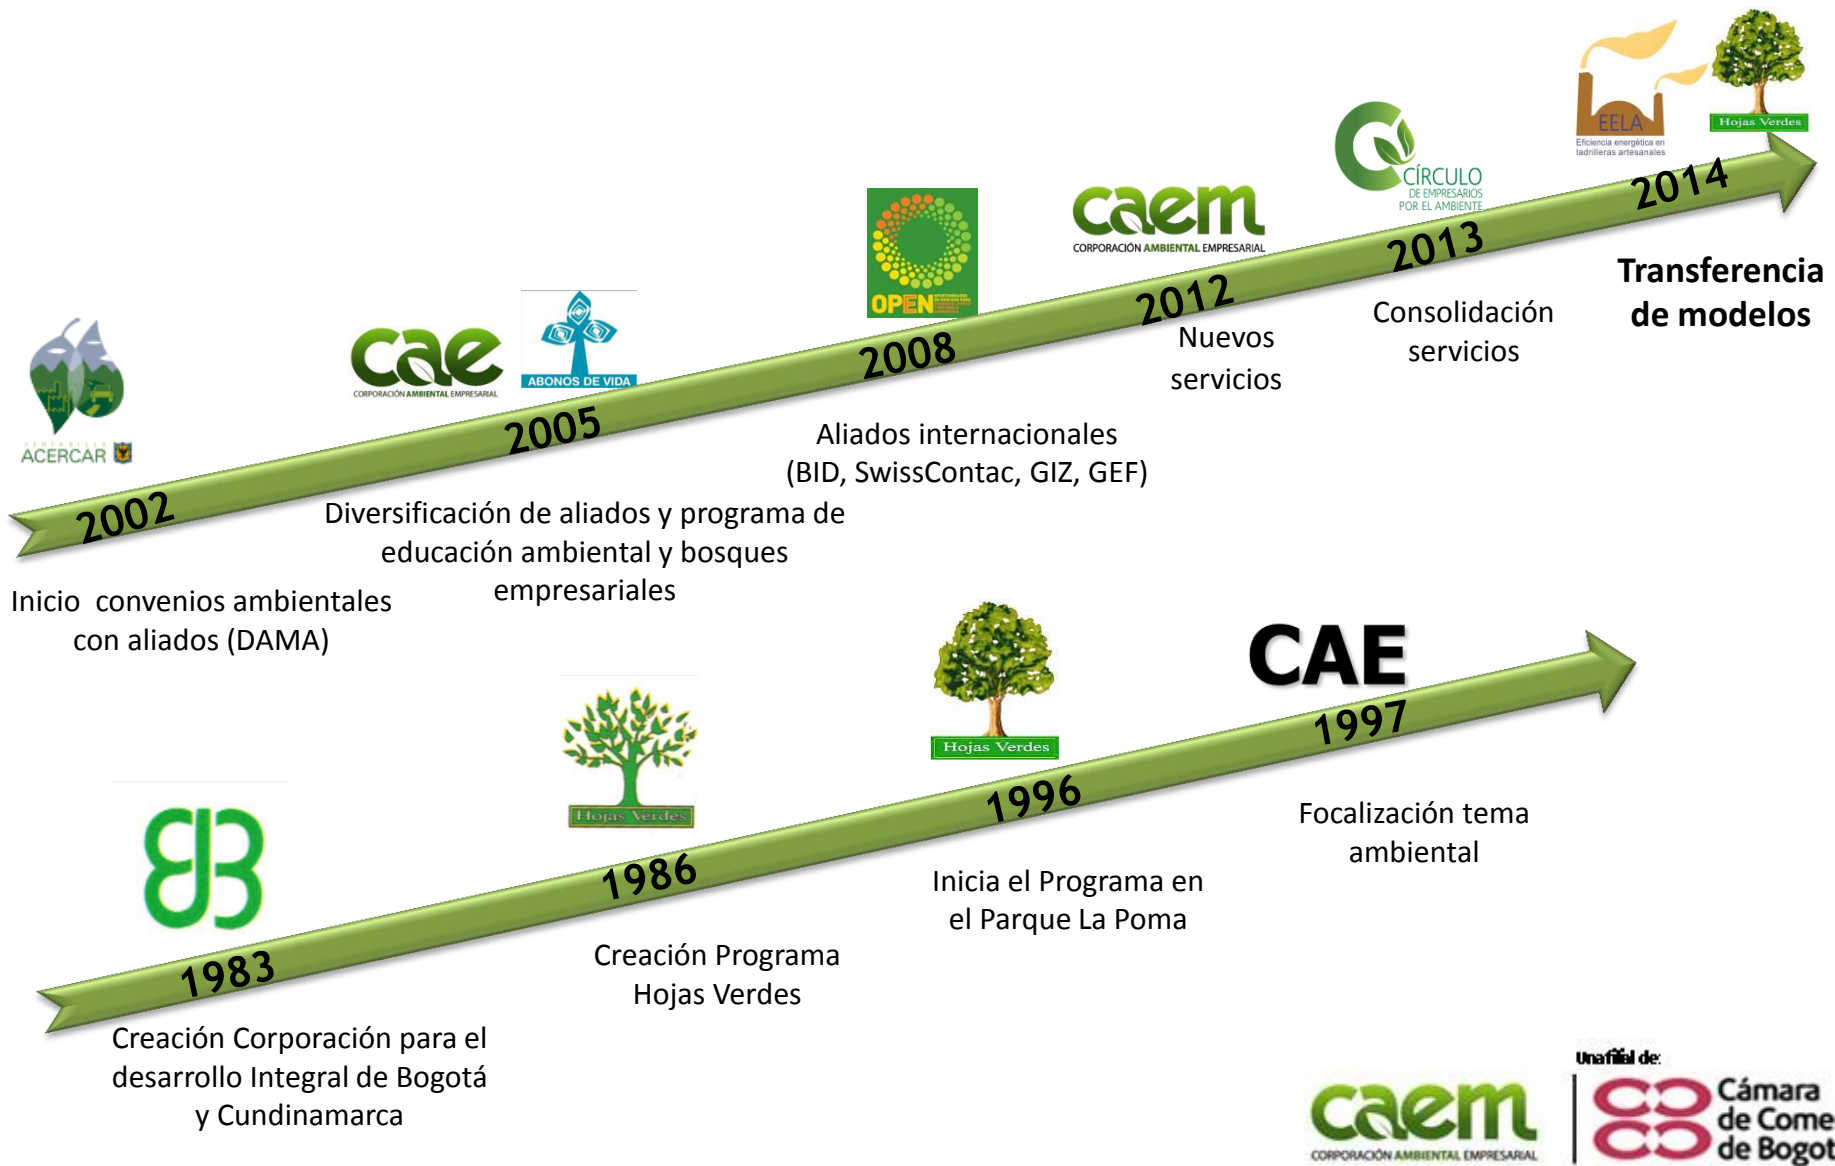 EELA
Eficiencia energética en
ladrilleras artesanales
Hojas Verdes
2014
Transferencia
de modelos
CÍRCULO
DE EMPRESARIOS
POR EL AMBIENTE
2013
Consolidación
servicios
caem
CORPORACIÓN AMBIENTAL EMPRESARIAL
2012
Nuevos
servicios
OPEN
2008
Aliados internacionales
(BID, SwissContac, GIZ, GEF)
cae
CORPORACIÓN AMBIENTAL EMPRESARIAL
ABONOS DE VIDA
2005
Diversificación de aliados y programa de
educación ambiental y bosques
empresariales
ACERCAR
2002
Inicio convenios ambientales
con aliados (DAMA)
CAE
1997
Focalización tema
ambiental
Hojas Verdes
1996
Inicia el Programa en
el Parque La Poma
Hojas Verdes
1986
Creación Programa
Hojas Verdes
1983
Creación Corporación para el
desarrollo Integral de Bogotá
y Cundinamarca
caem
CORPORACIÓN AMBIENTAL EMPRESARIAL
Una filial de:
Cámara
de Come
de Bogot